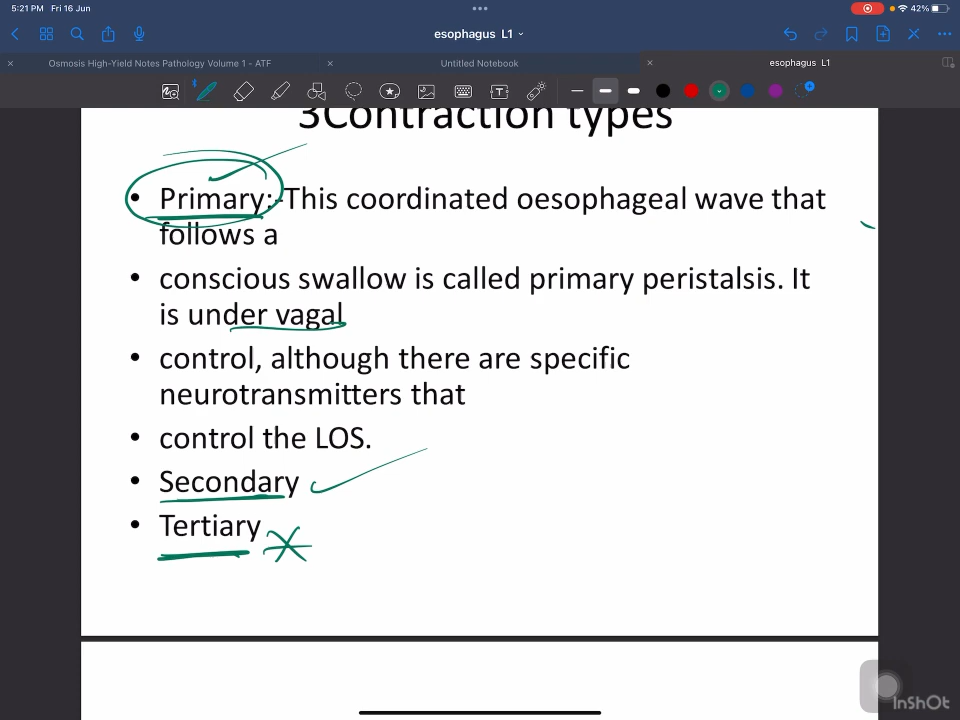 5:21 PM Fri 16 Jun
42%
esophagus L1
Osmosis High-Yield Notes Pathology Volume 1 - ATF
Untitled Notebook
esophagus L1
3Contraction types
• Primary:-This coordinated oesophageal wave that
follows a
• conscious swallow is called primary peristalsis. It
is under vagal
• control, although there are specific
neurotransmitters that
• control the LOS.
• Secondary
• Tertiary
InShOt